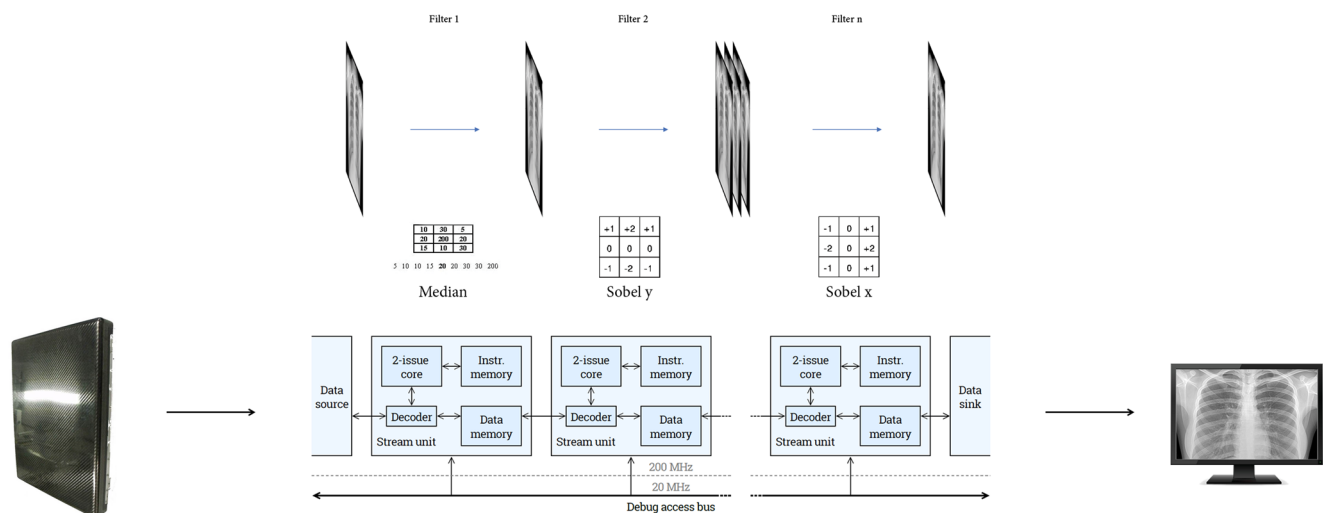 Filter 1
Filter 2
Filter n
10 30 5
20 200 20
15 10 30
5 10 10 15 20 20 30 30 200
Median
+1 +2 +1
0 0 0
-1 -2 -1
Sobel y
-1 0 +1
-2 0 +2
-1 0 +1
Sobel x
Data
source
2-issue
core
Instr.
memory
Decoder
Data
memory
Stream unit
2-issue
core
Instr.
memory
Decoder
Data
memory
Stream unit
2-issue
core
Instr.
memory
Decoder
Data
memory
Stream unit
Data
sink
200 MHz
20 MHz
Debug access bus